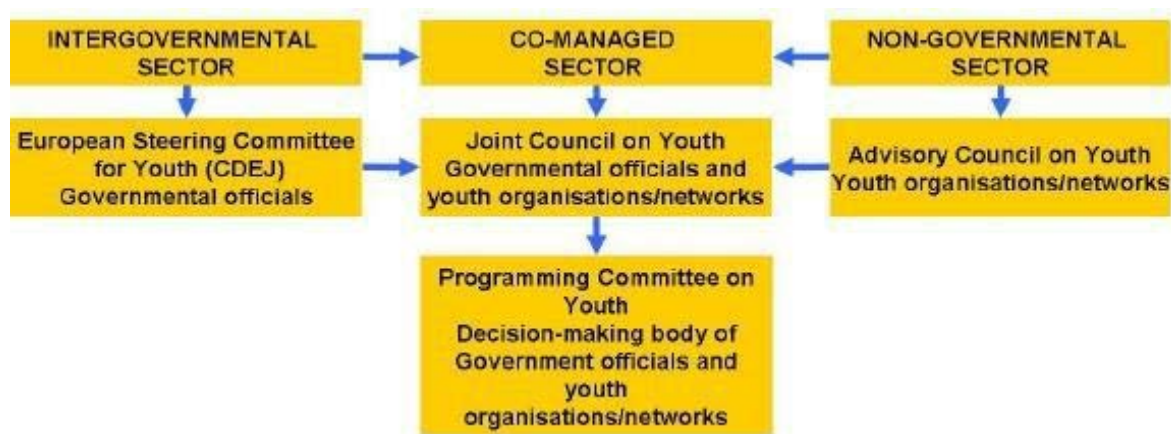 INTERGOVERNMENTAL
SECTOR
CO-MANAGED
SECTOR
NON-GOVERNMENTAL
SECTOR
European Steering Committee
for Youth (CDEJ)
Governmental officials
Joint Council on Youth
Governmental officials and
youth organisations/networks
Advisory Council on Youth
Youth organisations/networks
Programming Committee on
Youth
Decision-making body of
Government officials and
youth
organisations/networks